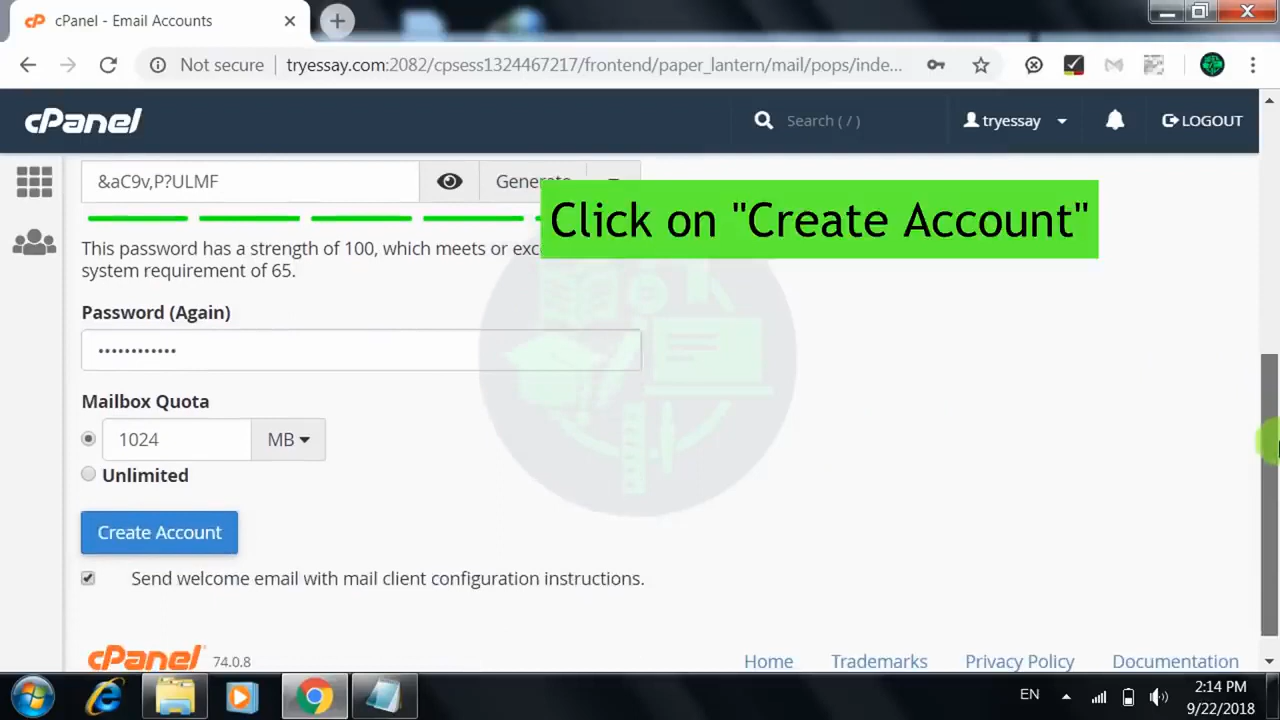 cPanel - Email Accounts
Not secure
tryessay.com:2082/cpsess1324467217/frontend/paper_lantern/mail/pops/inde...
cPanel
Search ( / )
tryessay
LOGOUT
&aC9v,P?ULMF
Click on "Create Account"
This password has a strength of 100, which meets or
system requirement of 65.
Password (Again)
Mailbox Quota
1024
MB
Unlimited
Create Account
Send welcome email with mail client configuration instructions.
cPanel
74.0.8
Home
Trademarks
Privacy Policy
Documentation
EN
2:14 PM
9/22/2018